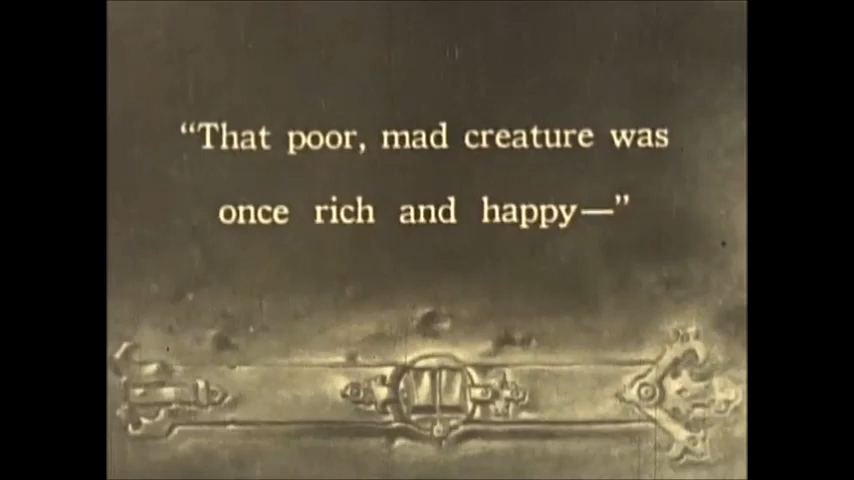 “That poor, mad creature was
once rich and happy—”